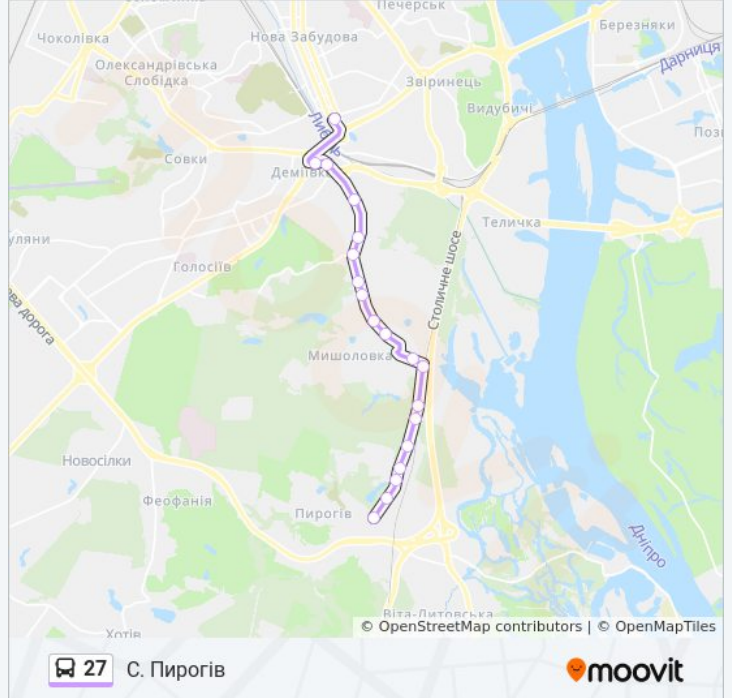 Печерськ
Чоколівка
Нова Забудова
Березняки
Олександрівська
Слобідка
Дарниця
Звіринець
Видубичі
Либідь
Поз
Совки
Деміївка
Теличка
уляни
Голосіїв
Столичне шосе
ова дорога
Мишоловка
Новосілки
Феофанія
Пирогів
Дніпро
Віта-Литовська
Хотів
© OpenStreetMap contributors | © OpenMapTiles
27 С. Пирогів
moovit